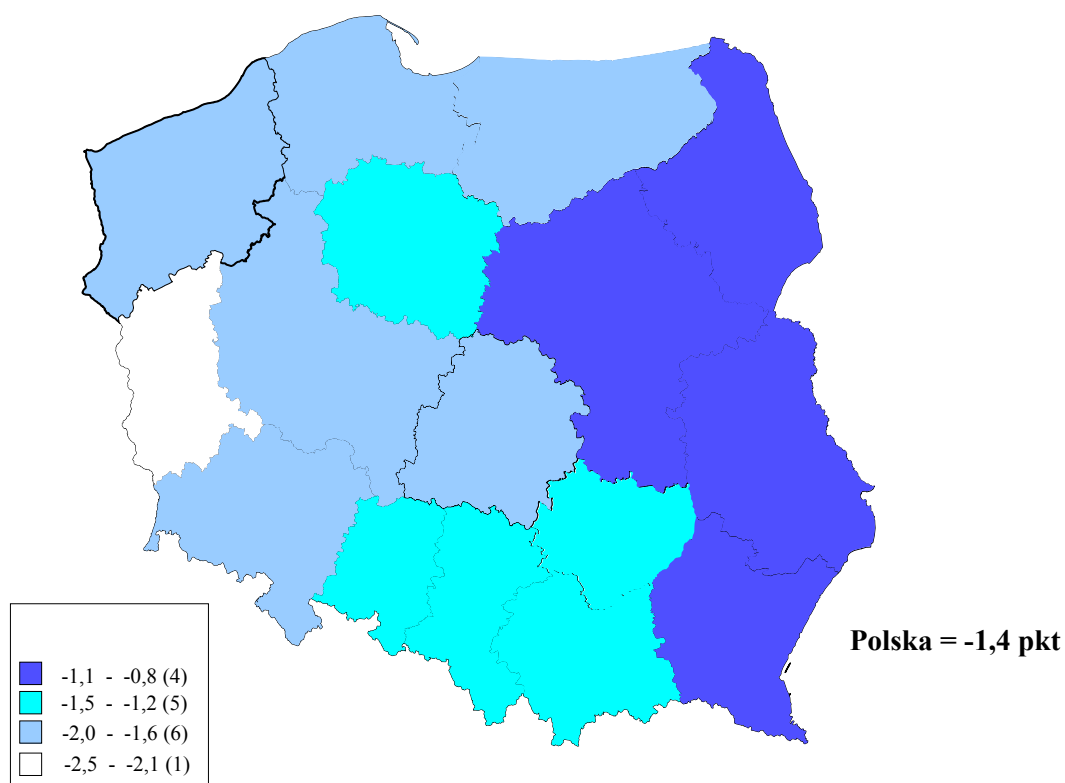 Polska = -1,4 pkt
-1,1 - -0,8 (4)
-1,5 - -1,2 (5)
-2,0 - -1,6 (6)
-2,5 - -2,1 (1)